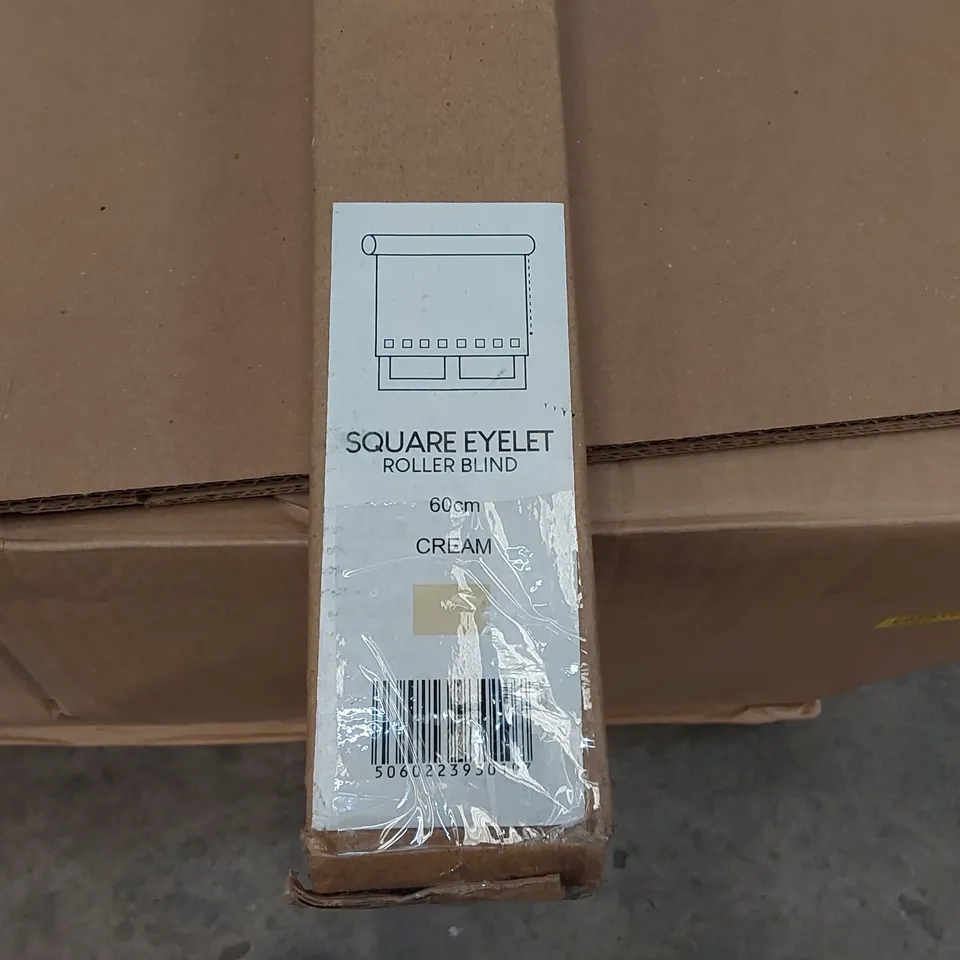 SQUARE EYELET
ROLLER BLIND
60cm
CREAM